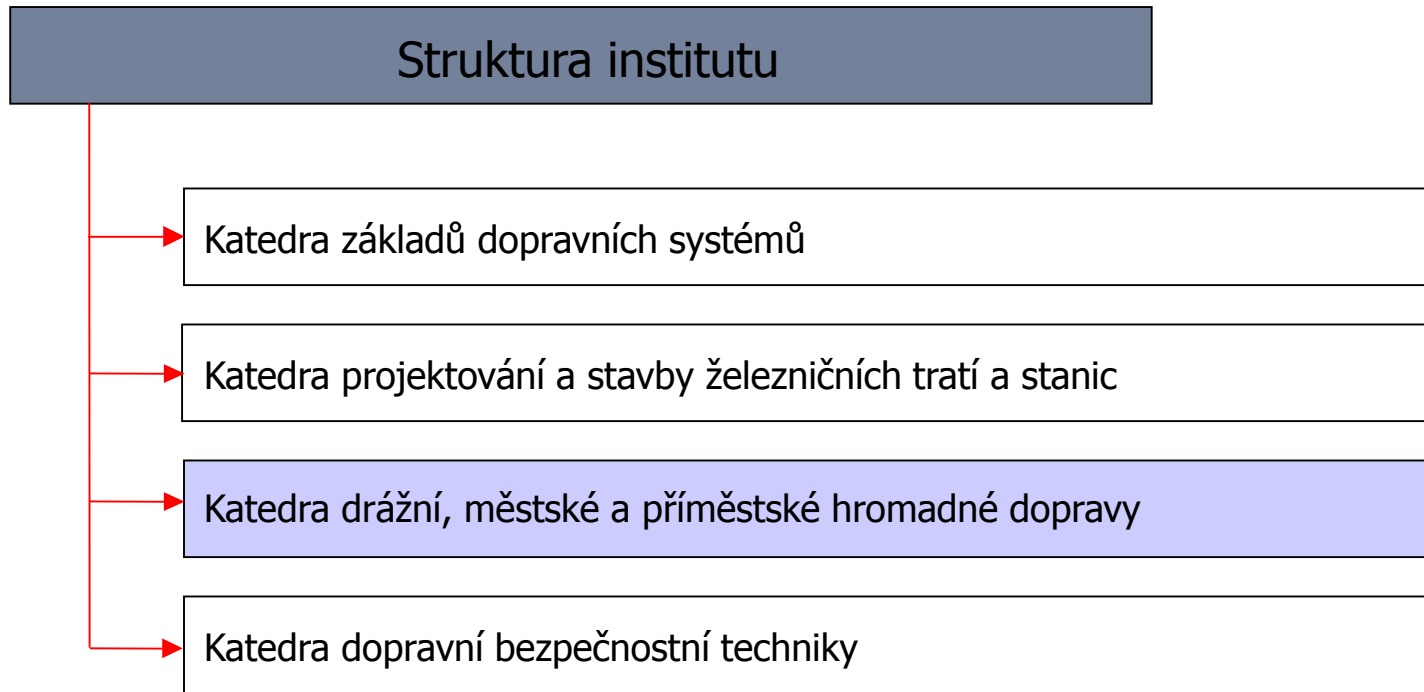 Struktura institutu
Katedra základů dopravních systémů
Katedra projektování a stavby železničních tratí a stanic
Katedra drážní, městské a příměstské hromadné dopravy
Katedra dopravní bezpečnostní techniky